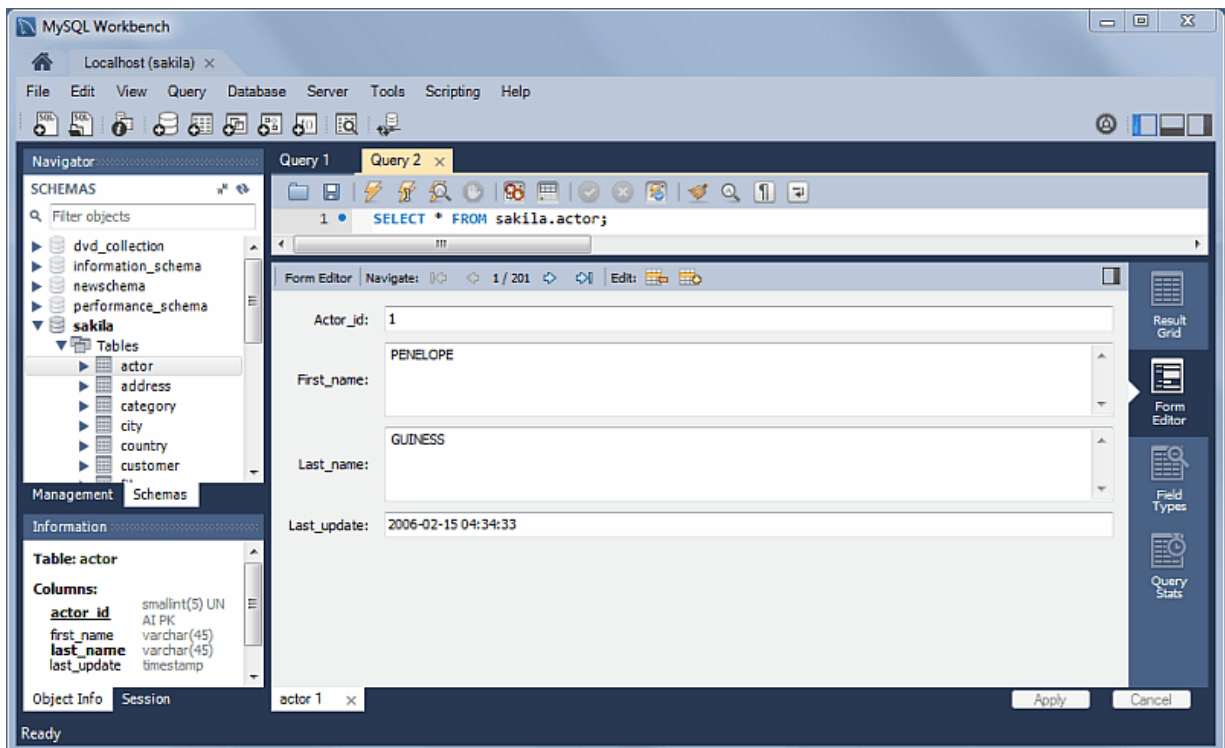 MySQL Workbench
Localhost (sakila)
File Edit View Query Database Server Tools Scripting Help
Navigator
SCHEMAS
Filter objects
dvd_collection
information_schema
newschema
performance_schema
sakila
Tables
actor
address
category
city
country
customer
Management Schemas
Information
Table: actor
Columns:
actor_id smallint(5) UN
AI PK
first_name varchar(45)
last_name varchar(45)
last_update timestamp
Object Info Session
Query 1 Query 2
1 SELECT * FROM sakila.actor;
Form Editor Navigate: 1 / 201 Edit:
Actor_id: 1
First_name: PENELOPE
Last_name: GUINESS
Last_update: 2006-02-15 04:34:33
Result
Grid
Form
Editor
Field
Types
Query
Stats
actor 1
Apply Cancel
Ready